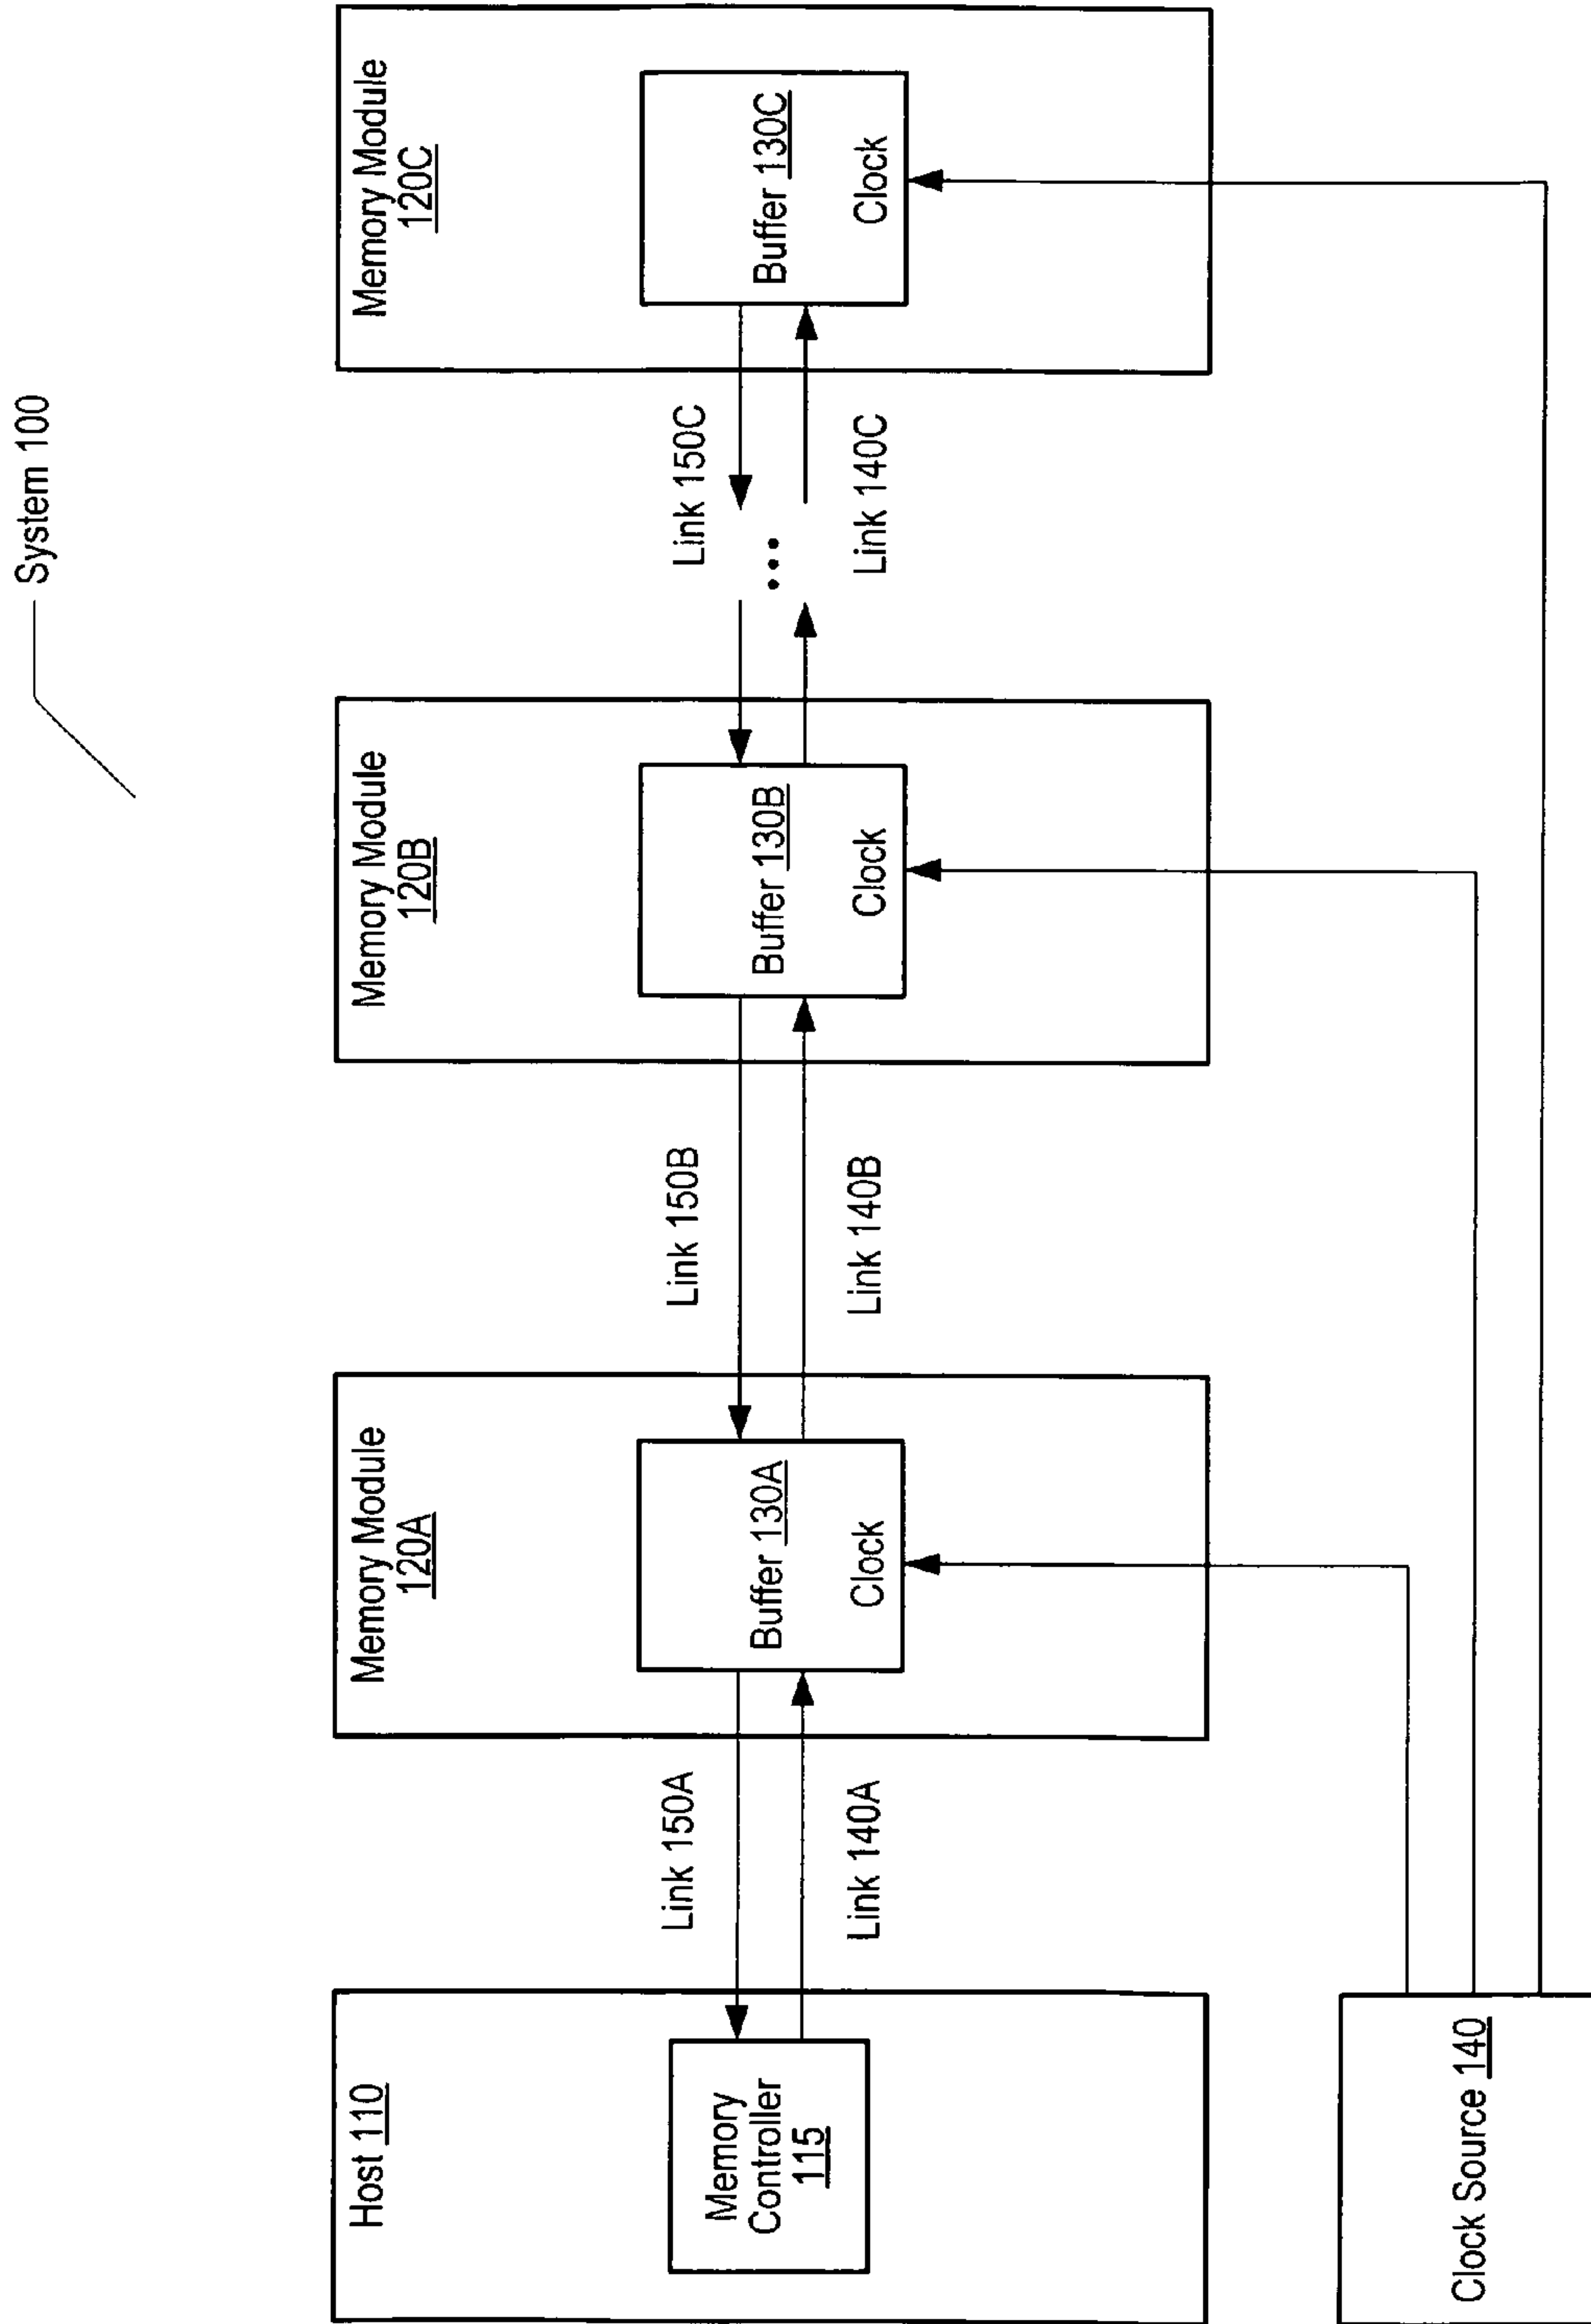 System 100
Host 110
Memory
Controller
115
Link 150A
Link 140A
Memory Module
120A
Buffer 130A
Clock
Link 150B
Link 140B
Memory Module
120B
Buffer 130B
Clock
Link 150C
...
Link 140C
Memory Module
120C
Buffer 130C
Clock
Clock Source 140